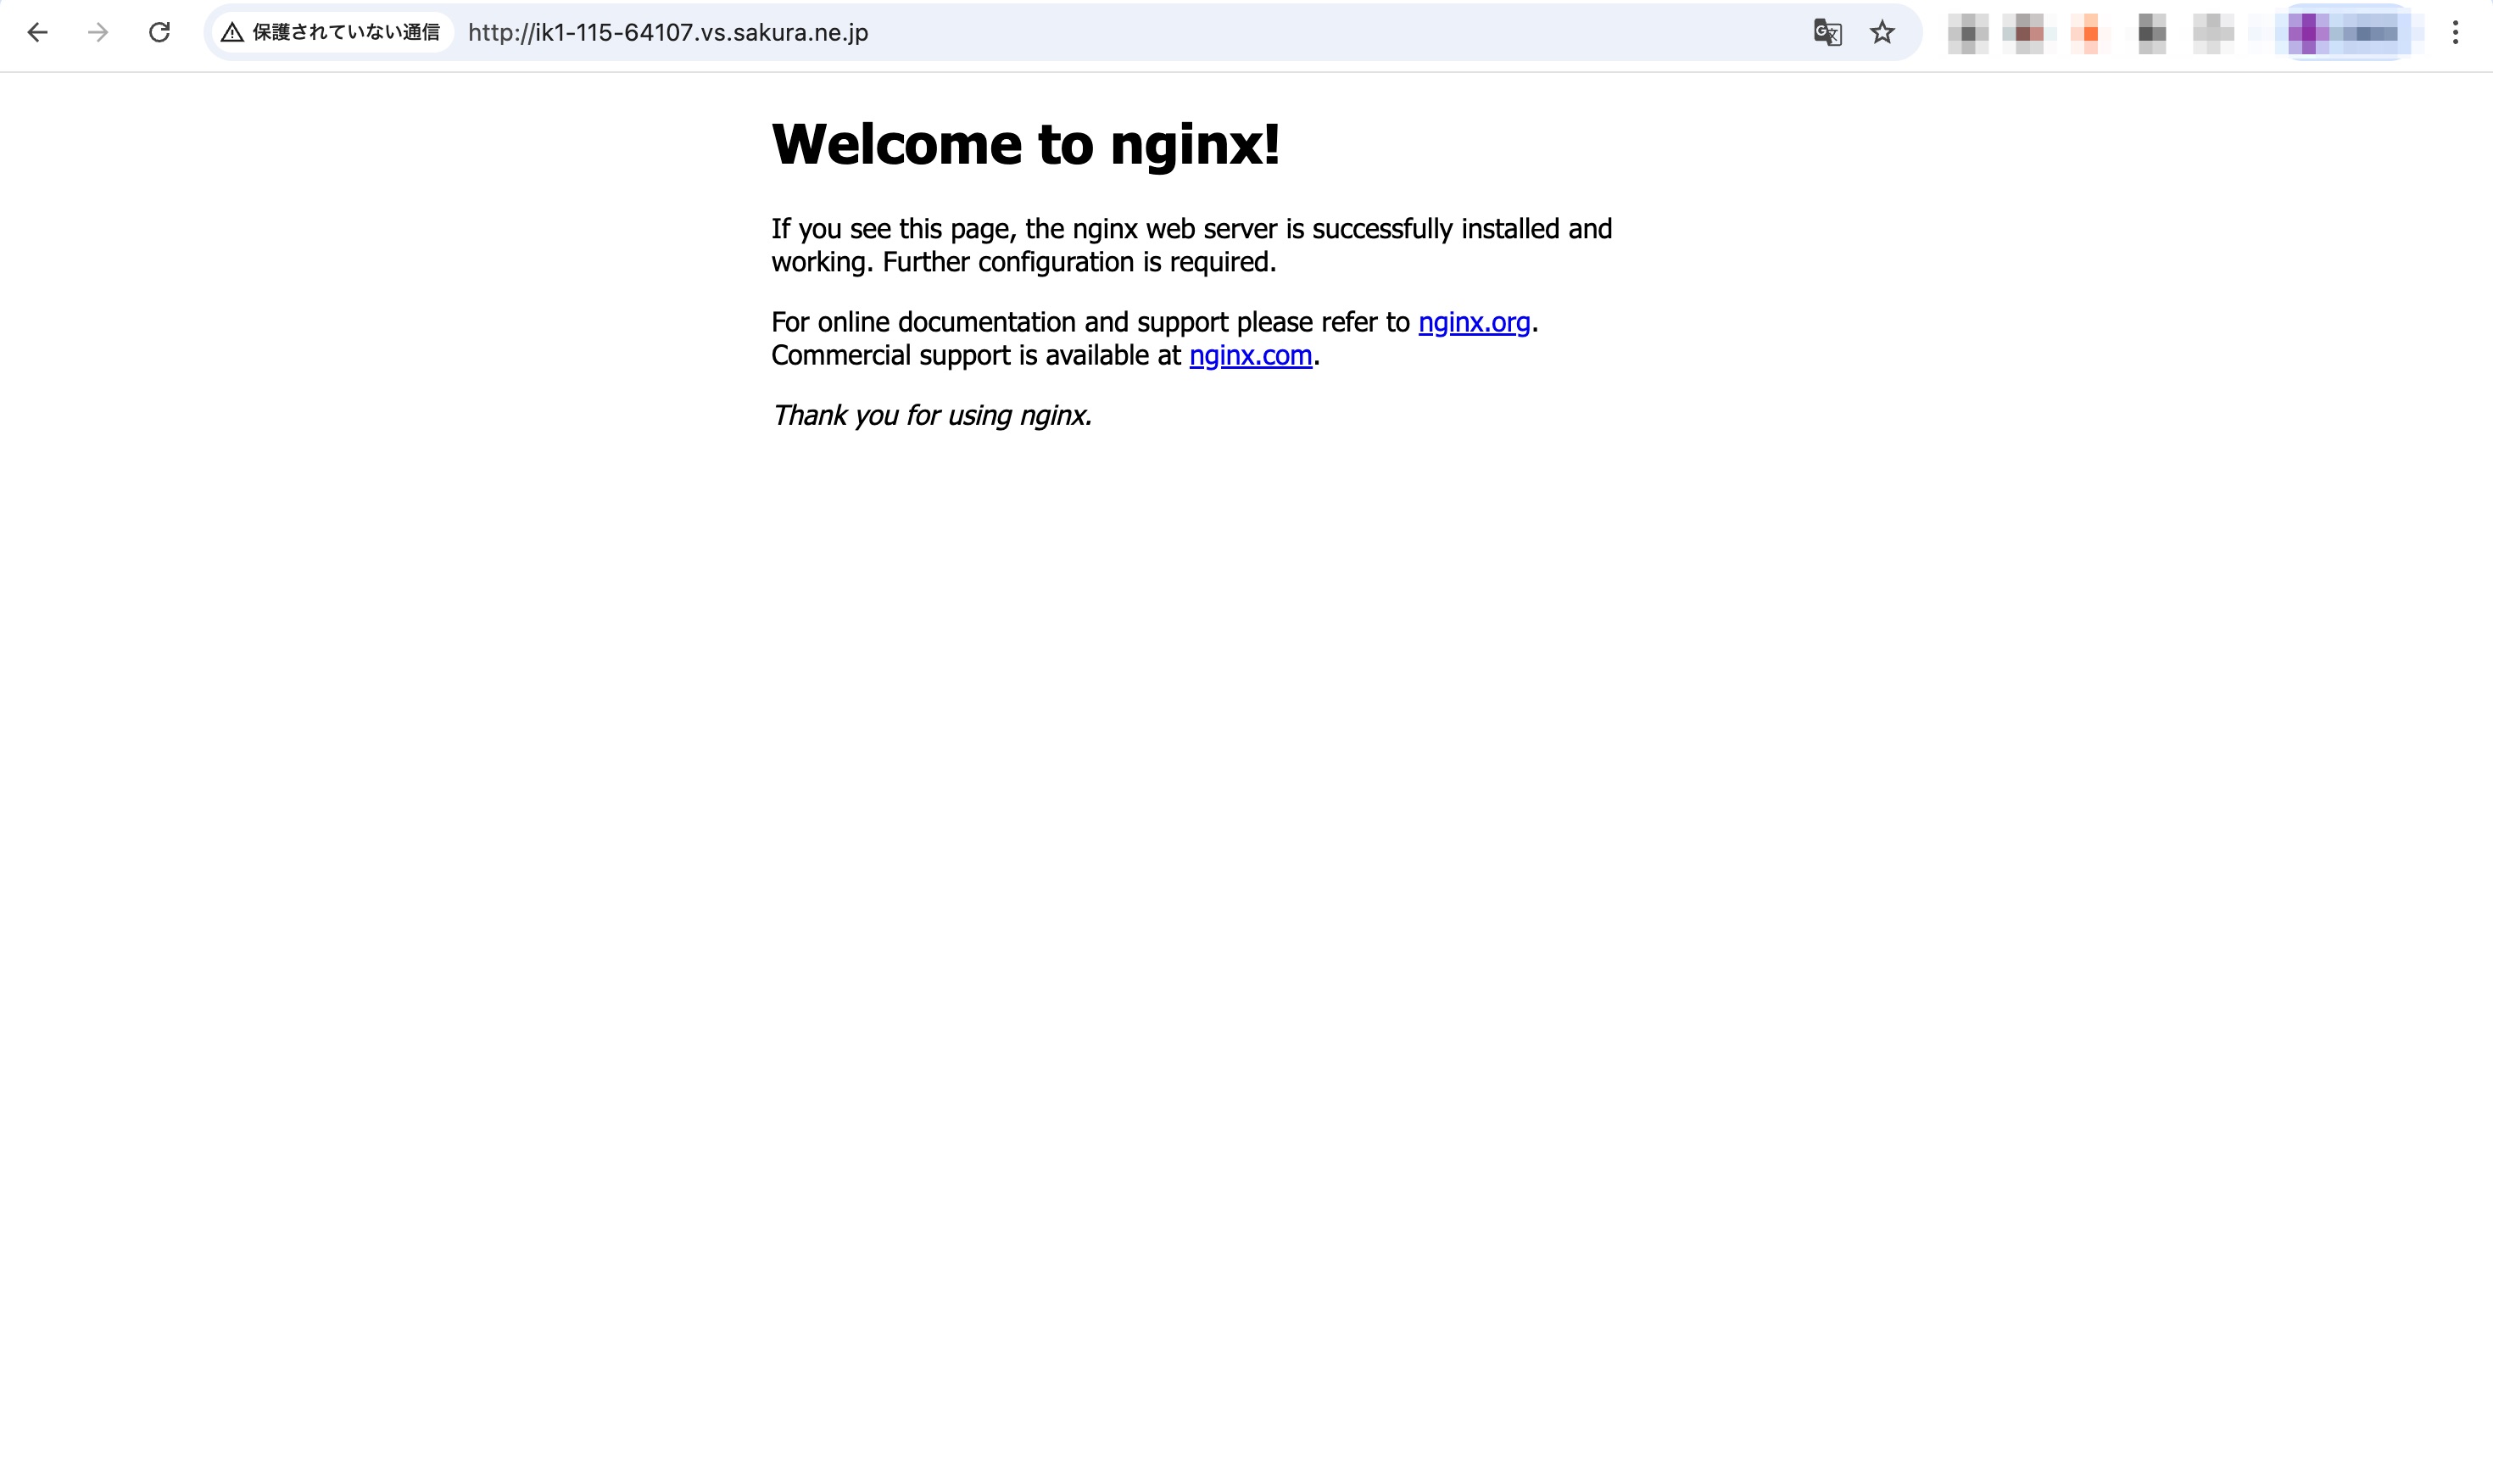 保護されていない通信 http://ik1-115-64107.vs.sakura.ne.jp
Welcome to nginx!
If you see this page, the nginx web server is successfully installed and
working. Further configuration is required.
For online documentation and support please refer to nginx.org.
Commercial support is available at nginx.com.
Thank you for using nginx.